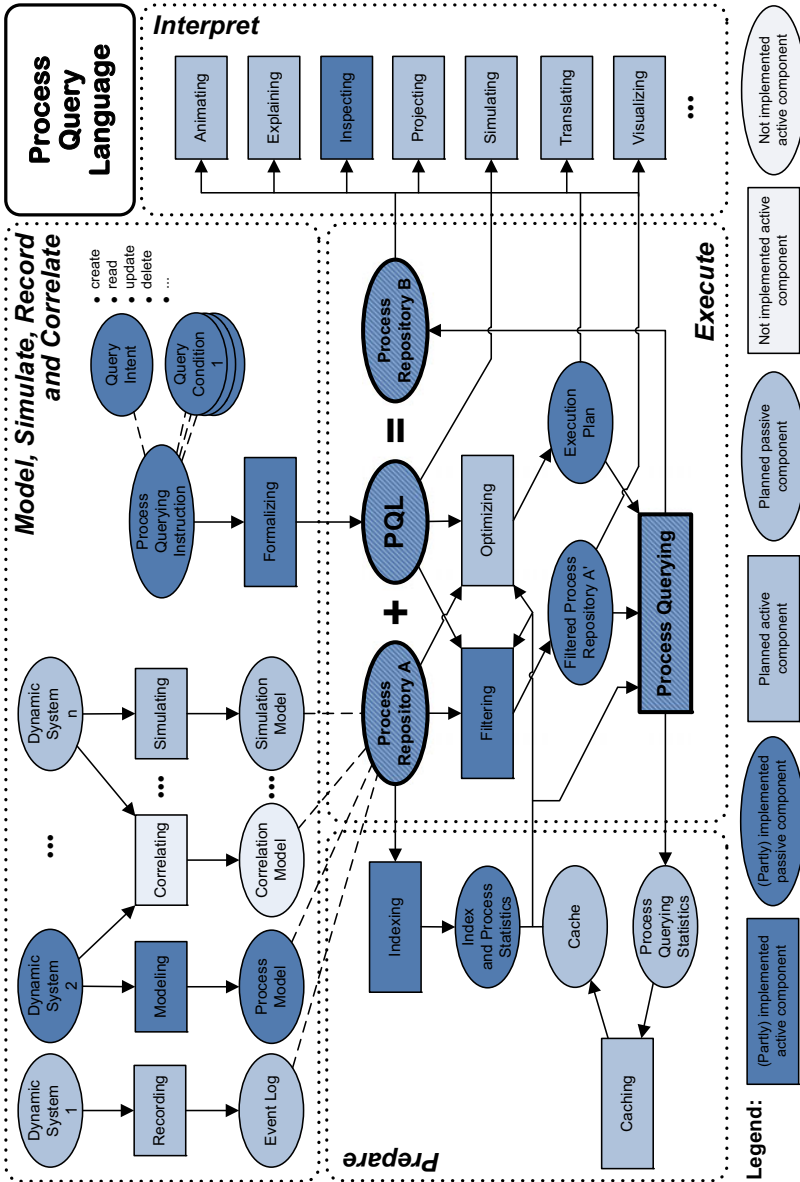 Process
Query
Language
Model, Simulate, Record
and Correlate
Dynamic
System
1
Dynamic
System
2
...
Dynamic
System
n
Recording
Modeling
Correlating
...
Simulating
Event Log
Process
Model
Correlation
Model
...
Simulation
Model
Process
Querying
Instruction
Query
Intent
Query
Condition
1
• create
• read
• update
• delete
• ...
Formalizing
Prepare
Indexing
Index
and Process
Statistics
Cache
Process
Querying
Statistics
Caching
Execute
Process
Repository A
+
PQL
=
Process
Repository B
Filtering
Optimizing
Filtered Process
Repository A'
Execution
Plan
Process Querying
Interpret
Animating
Explaining
Inspecting
Projecting
Simulating
Translating
Visualizing
...
Legend:
(Partly) implemented
active component
(Partly) implemented
passive component
Planned active
component
Planned passive
component
Not implemented active
component
Not implemented
active component